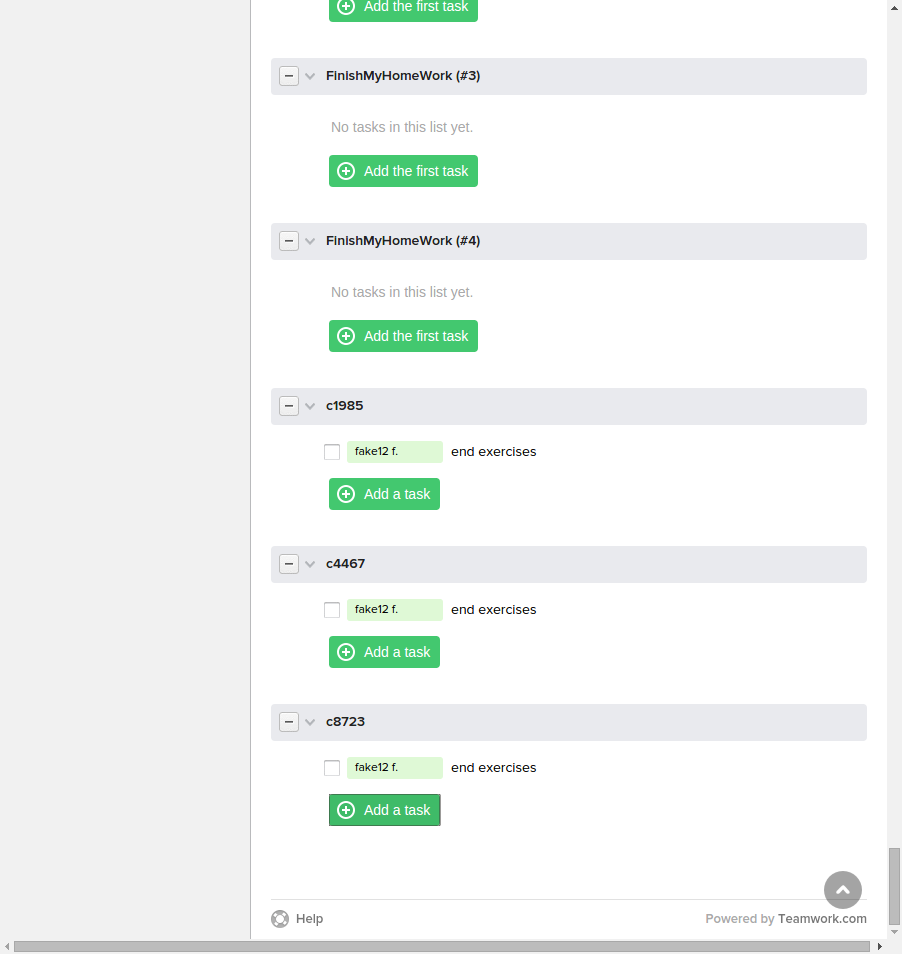 Add the first task
FinishMyHomeWork (#3)
No tasks in this list yet.
Add the first task
FinishMyHomeWork (#4)
No tasks in this list yet.
Add the first task
c1985
fake12 f. end exercises
Add a task
c4467
fake12 f. end exercises
Add a task
c8723
fake12 f. end exercises
Add a task
Help Powered by Teamwork.com